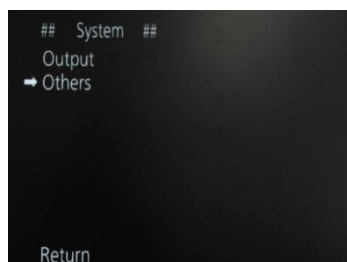 ## System ##
Output
➡ Others
Return